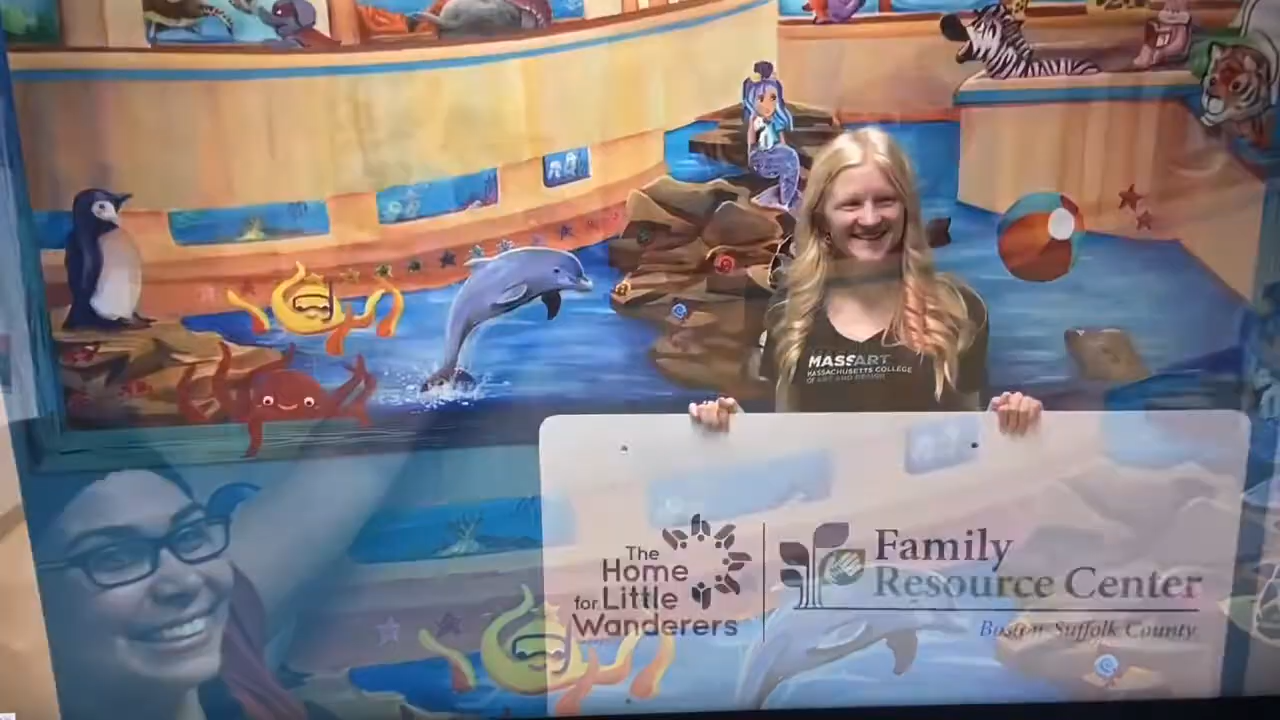 MASSART
MASSACHUSETTS COLLEGE
OF ART AND DESIGN
The
Home
for Little
Wanderers
Family
Resource Center
Boston-Suffolk County